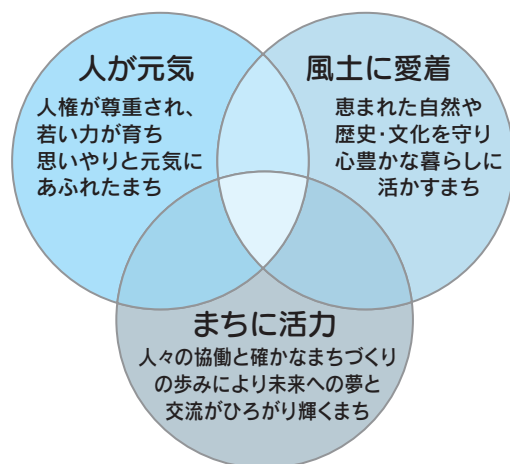 人が元気
人権が尊重され、
若い力が育ち
思いやりと元気に
あふれたまち
風土に愛着
恵まれた自然や
歴史・文化を守り
心豊かな暮らしに
活かすまち
まちに活力
人々の協働と確かなまちづくり
の歩みにより未来への夢と
交流がひろがり輝くまち